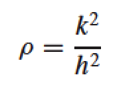 ρ = k²/h²